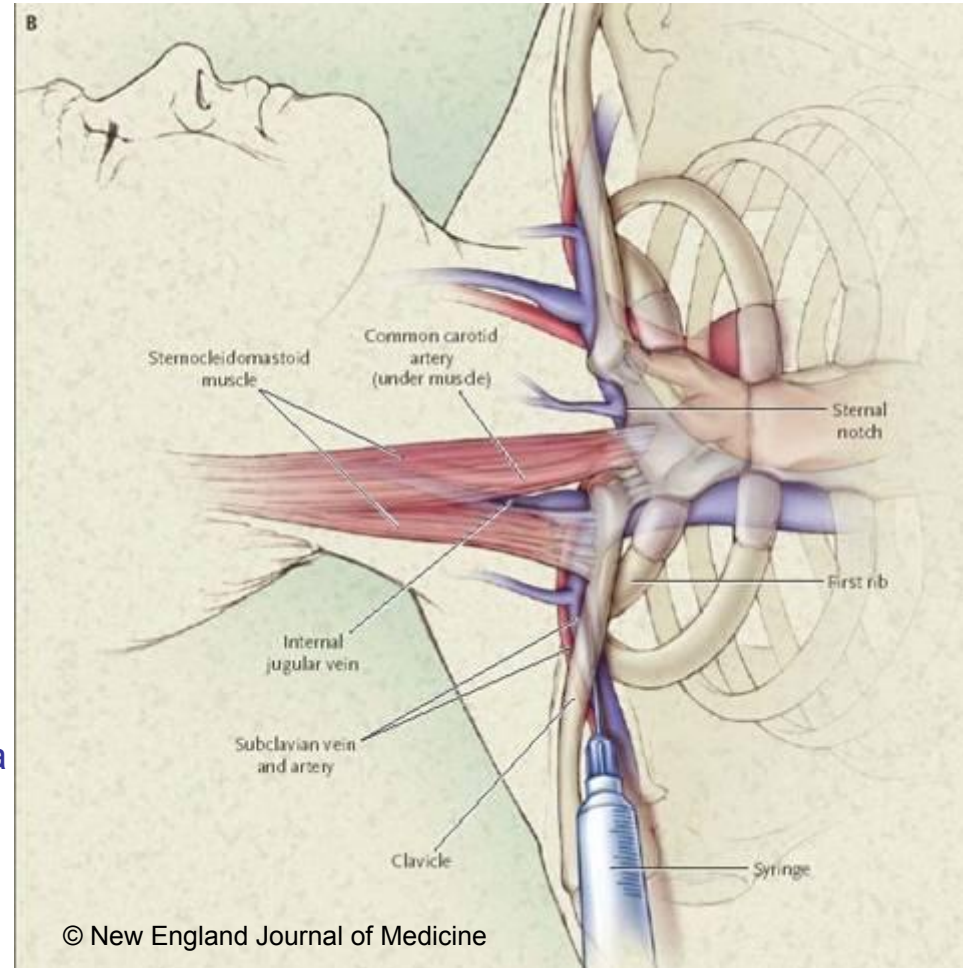 B
Sternocleidomastoid
muscle
Common carotid
artery
(under muscle)
Sternal
notch
First rib
Internal
jugular vein
Subclavian vein
and artery
a
Clavicle
Syringe
© New England Journal of Medicine